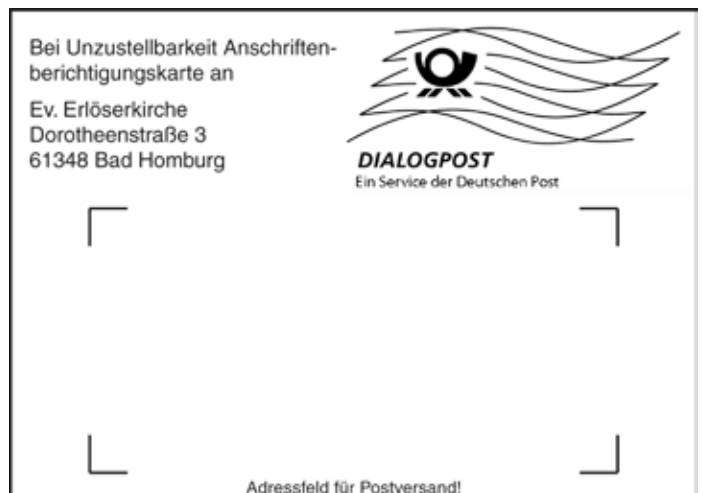 Bei Unzustellbarkeit Anschriften-
berichtigungskarte an
Ev. Erlöserkirche
Dorotheenstraße 3
61348 Bad Homburg
DIALOGPOST
Ein Service der Deutschen Post
Adressfeld für Postversand!